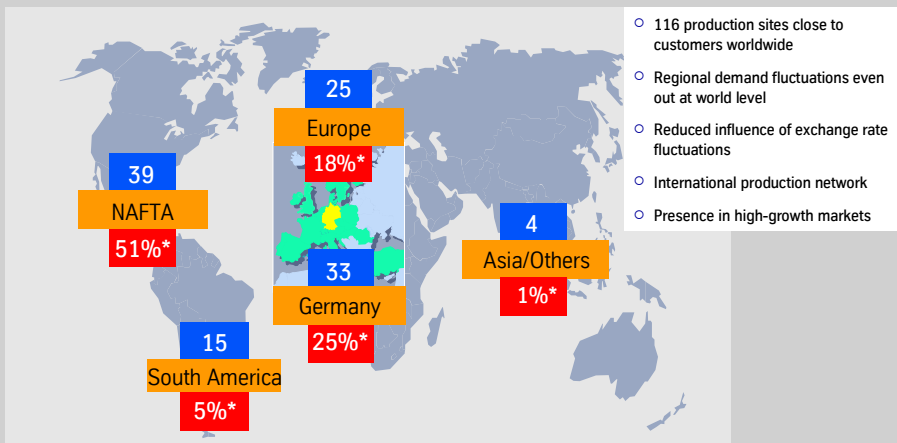 25
Europe
18%*
39
NAFTA
51%*
33
Germany
25%*
4
Asia/Others
1%*
15
South America
5%*
116 production sites close to
customers worldwide
Regional demand fluctuations even
out at world level
Reduced influence of exchange rate
fluctuations
International production network
Presence in high-growth markets